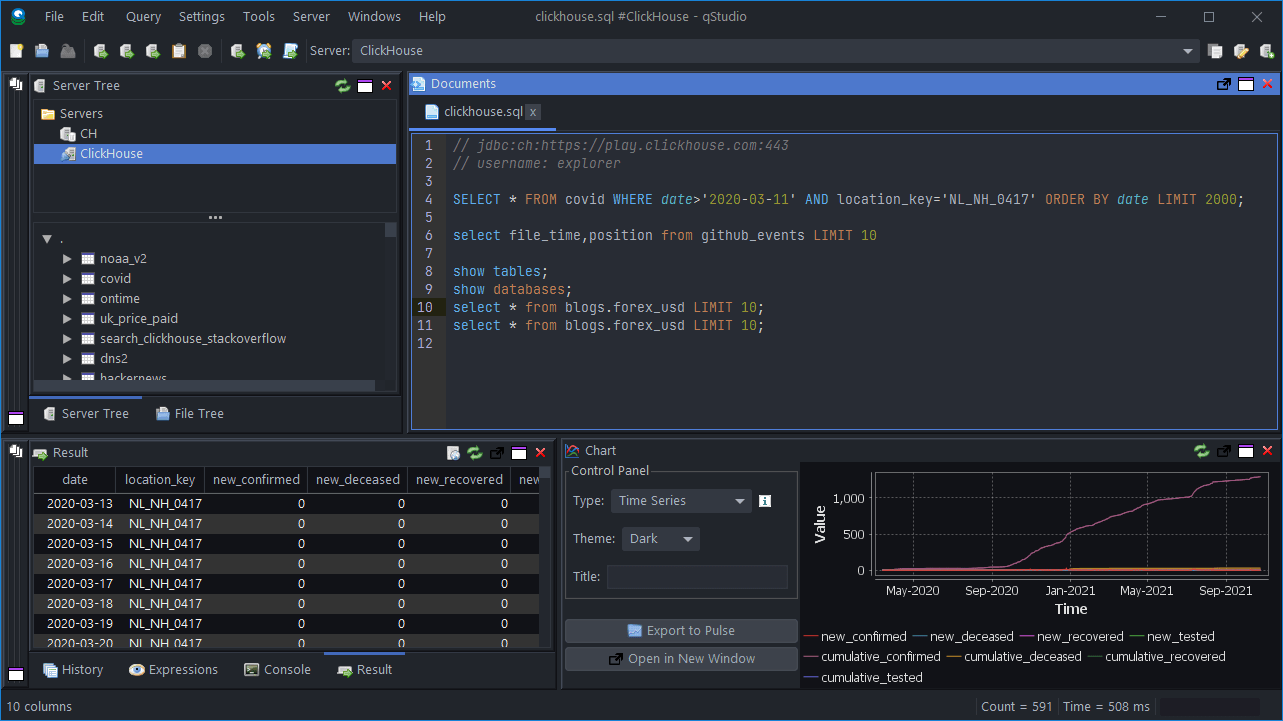 File Edit Query Settings Tools Server Windows Help clickhouse.sql #ClickHouse - qStudio
Server: ClickHouse
Server Tree
Servers
CH
ClickHouse
.
noaa_v2
covid
ontime
uk_price_paid
search_clickhouse_stackoverflow
dns2
hackernews
Server Tree File Tree
Documents
clickhouse.sql x
1 // jdbc:ch:https://play.clickhouse.com:443
2 // username: explorer
3
4 SELECT * FROM covid WHERE date>'2020-03-11' AND location_key='NL_NH_0417' ORDER BY date LIMIT 2000;
5
6 select file_time,position from github_events LIMIT 10
7
8 show tables;
9 show databases;
10 select * from blogs.forex_usd LIMIT 10;
11 select * from blogs.forex_usd LIMIT 10;
12
Result
date location_key new_confirmed new_deceased new_recovered new
2020-03-13 NL_NH_0417 0 0 0
2020-03-14 NL_NH_0417 0 0 0
2020-03-15 NL_NH_0417 0 0 0
2020-03-16 NL_NH_0417 0 0 0
2020-03-17 NL_NH_0417 0 0 0
2020-03-18 NL_NH_0417 0 0 0
2020-03-19 NL_NH_0417 0 0 0
2020-03-20 NL_NH_0417 0 0 0
History Expressions Console Result
Chart
Control Panel
Type: Time Series
Theme: Dark
Title:
Export to Pulse
Open in New Window
Value
1,000
500
0
May-2020 Sep-2020 Jan-2021 May-2021 Sep-2021
Time
new_confirmed new_deceased new_recovered new_tested
cumulative_confirmed cumulative_deceased cumulative_recovered
cumulative_tested
10 columns Count = 591 Time = 508 ms